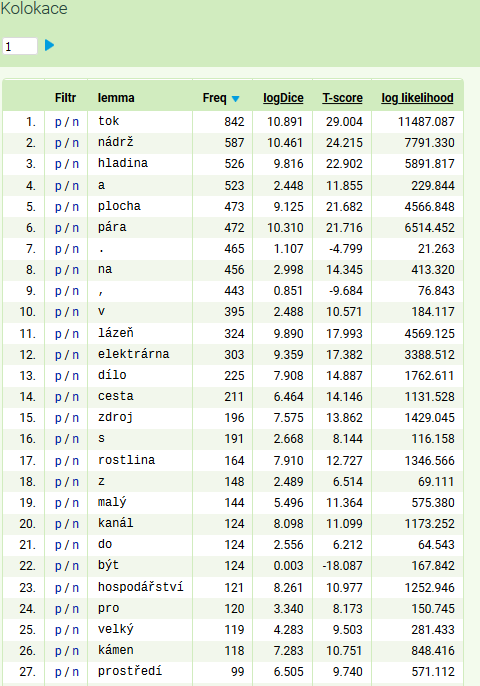 Kolokace
1
Filtr lemma Freq logDice T-score log likelihood
1. p / n tok 842 10.891 29.004 11487.087
2. p / n nádrž 587 10.461 24.215 7791.330
3. p / n hladina 526 9.816 22.902 5891.817
4. p / n a 523 2.448 11.855 229.844
5. p / n plocha 473 9.125 21.682 4566.848
6. p / n pára 472 10.310 21.716 6514.452
7. p / n . 465 1.107 -4.799 21.263
8. p / n na 456 2.998 14.345 413.320
9. p / n , 443 0.851 -9.684 76.843
10. p / n v 395 2.488 10.571 184.117
11. p / n lázeň 324 9.890 17.993 4569.125
12. p / n elektrárna 303 9.359 17.382 3388.512
13. p / n dílo 225 7.908 14.887 1762.611
14. p / n cesta 211 6.464 14.146 1131.528
15. p / n zdroj 196 7.575 13.862 1429.045
16. p / n s 191 2.668 8.144 116.158
17. p / n rostlina 164 7.910 12.727 1346.566
18. p / n z 148 2.489 6.514 69.111
19. p / n malý 144 5.496 11.364 575.380
20. p / n kanál 124 8.098 11.099 1173.252
21. p / n do 124 2.556 6.212 64.543
22. p / n být 124 0.003 -18.087 167.842
23. p / n hospodářství 121 8.261 10.977 1252.946
24. p / n pro 120 3.340 8.173 150.745
25. p / n velký 119 4.283 9.503 281.433
26. p / n kámen 118 7.283 10.751 848.416
27. p / n prostředí 99 6.505 9.740 571.112